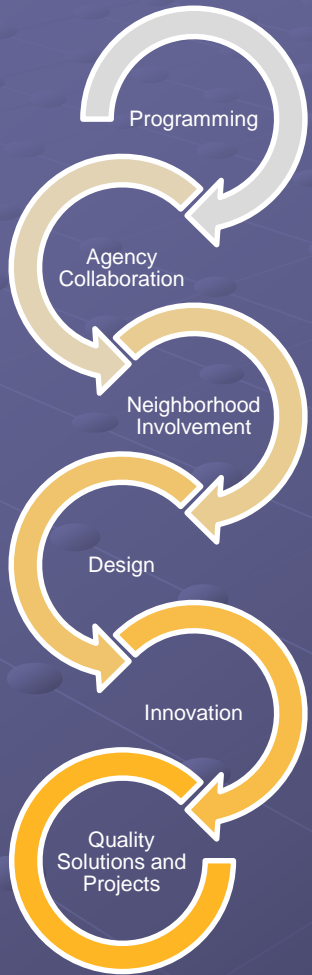 Programming
Agency
Collaboration
Neighborhood
Involvement
Design
Innovation
Quality
Solutions and
Projects